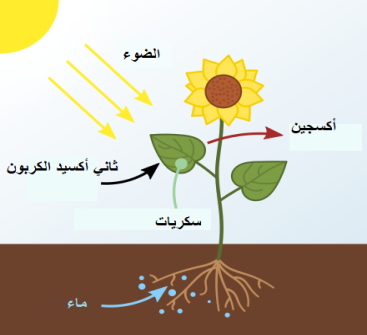 الضوء
أكسجين
ثاني أكسيد الكربون
سكريات
ماء